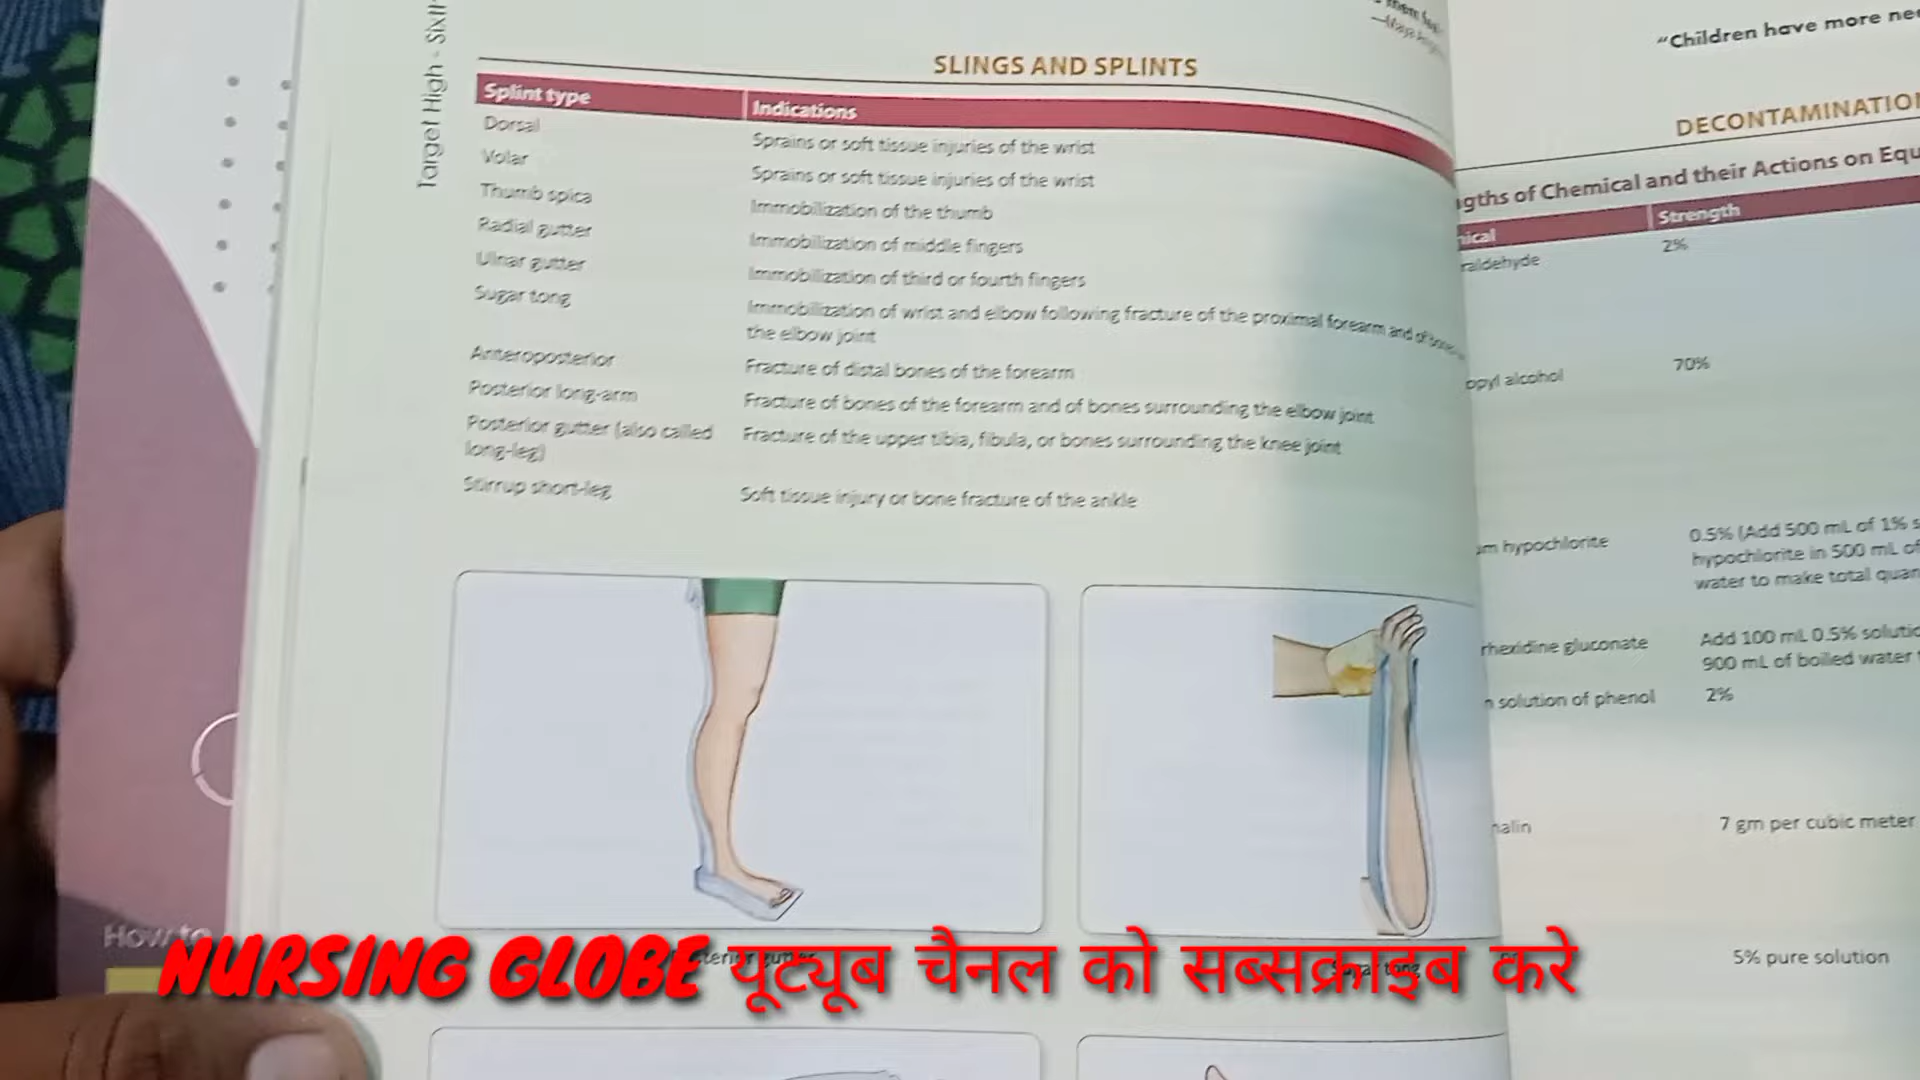 Target High - Sixth
SLINGS AND SPLINTS
Splint type
Indications
Dorsal
Sprains or soft tissue injuries of the wrist
Volar
Sprains or soft tissue injuries of the wrist
Thumb spica
Immobilization of the thumb
Radial gutter
Immobilization of middle fingers
Ulnar gutter
Immobilization of third or fourth fingers
Sugar tong
Immobilization of wrist and elbow following fracture of the proximal forearm and of
the elbow joint
Anteroposterior
Fracture of distal bones of the forearm
Posterior long-arm
Fracture of bones of the forearm and of bones surrounding the elbow joint
Posterior gutter (also called
long-leg)
Fracture of the upper tibia, fibula, or bones surrounding the knee joint
Stirrup short-leg
Soft tissue injury or bone fracture of the ankle
Sugar tong
"Children have more
DECONTAMINATIO
gths of Chemical and their Actions on Equ
ical
Strength
raldehyde
2%
opyl alcohol
70%
m hypochlorite
0.5% (Add 500 mL of 1% s
hypochlorite in 500 mL of
water to make total quan
rhexidine gluconate
Add 100 mL 0.5% solutio
900 mL of boiled water
n solution of phenol
2%
alin
7 gm per cubic meter
5% pure solution
How to
NURSING GLOBE यूट्यूब चैनल को सब्सक्राइब करे